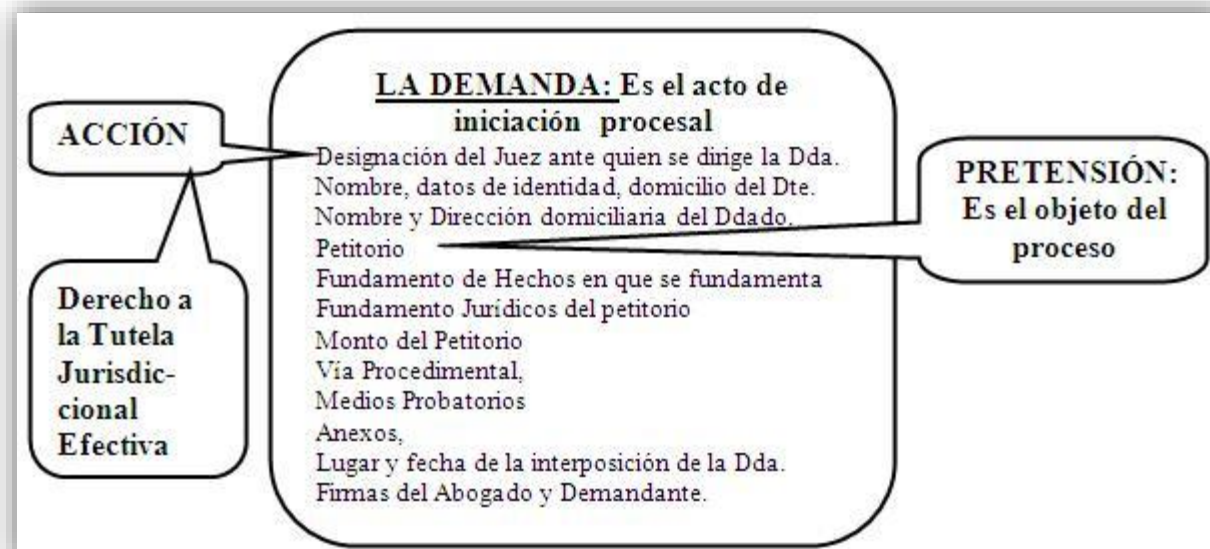 ACCIÓN
Derecho a
la Tutela
Jurisdic-
cional
Efectiva
LA DEMANDA: Es el acto de
iniciación procesal
Designación del Juez ante quien se dirige la Dda.
Nombre, datos de identidad, domicilio del Dte.
Nombre y Dirección domiciliaria del Ddado.
Petitorio
Fundamento de Hechos en que se fundamenta
Fundamento Jurídicos del petitorio
Monto del Petitorio
Vía Procedimental,
Medios Probatorios
Anexos,
Lugar y fecha de la interposición de la Dda.
Firmas del Abogado y Demandante.
PRETENSIÓN:
Es el objeto del
proceso